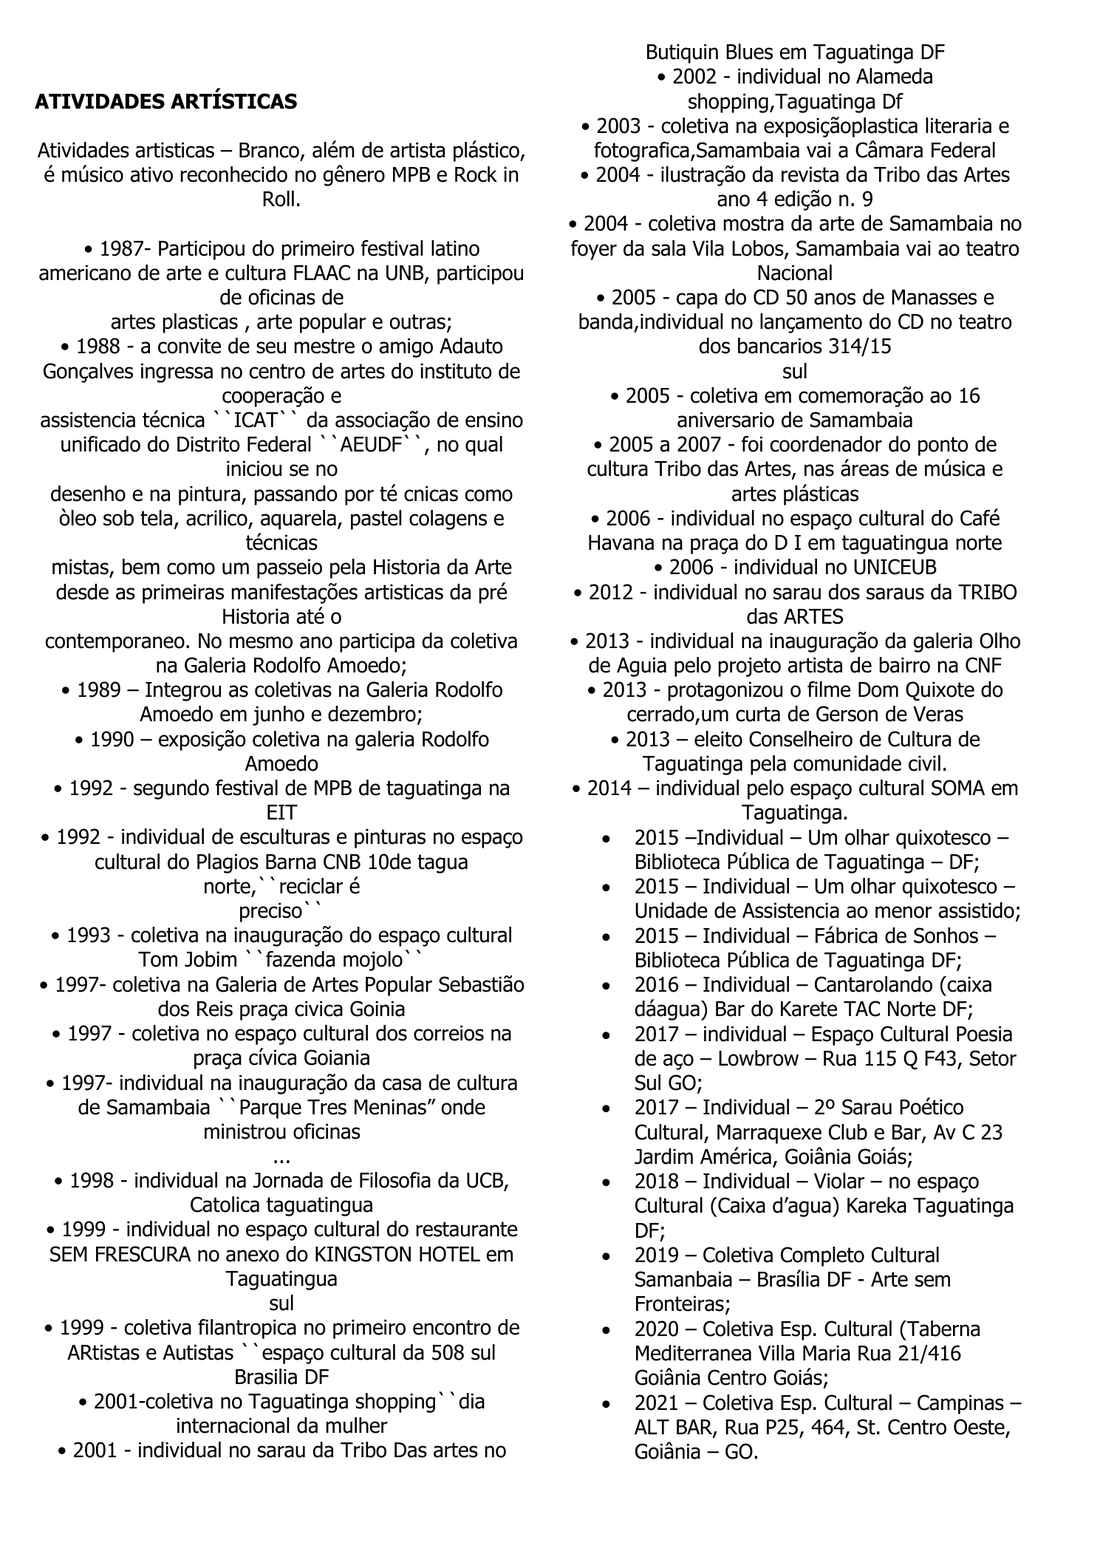 ATIVIDADES ARTÍSTICAS
Atividades artisticas – Branco, além de artista plástico,
é músico ativo reconhecido no gênero MPB e Rock in
Roll.
• 1987- Participou do primeiro festival latino
americano de arte e cultura FLAAC na UNB, participou
de oficinas de
artes plasticas , arte popular e outras;
• 1988 - a convite de seu mestre o amigo Adauto
Gonçalves ingressa no centro de artes do instituto de
cooperação e
assistencia técnica ``ICAT`` da associação de ensino
unificado do Distrito Federal ``AEUDF``, no qual
iniciou se no
desenho e na pintura, passando por té cnicas como
òleo sob tela, acrilico, aquarela, pastel colagens e
técnicas
mistas, bem como um passeio pela Historia da Arte
desde as primeiras manifestações artisticas da pré
Historia até o
contemporaneo. No mesmo ano participa da coletiva
na Galeria Rodolfo Amoedo;
• 1989 – Integrou as coletivas na Galeria Rodolfo
Amoedo em junho e dezembro;
• 1990 – exposição coletiva na galeria Rodolfo
Amoedo
• 1992 - segundo festival de MPB de taguatinga na
EIT
• 1992 - individual de esculturas e pinturas no espaço
cultural do Plagios Barna CNB 10de tagua
norte,``reciclar é
preciso``
• 1993 - coletiva na inauguração do espaço cultural
Tom Jobim ``fazenda mojolo``
• 1997- coletiva na Galeria de Artes Popular Sebastião
dos Reis praça civica Goinia
• 1997 - coletiva no espaço cultural dos correios na
praça cívica Goiania
• 1997- individual na inauguração da casa de cultura
de Samambaia ``Parque Tres Meninas” onde
ministrou oficinas
...
• 1998 - individual na Jornada de Filosofia da UCB,
Catolica taguatingua
• 1999 - individual no espaço cultural do restaurante
SEM FRESCURA no anexo do KINGSTON HOTEL em
Taguatingua
sul
• 1999 - coletiva filantropica no primeiro encontro de
ARtistas e Autistas ``espaço cultural da 508 sul
Brasilia DF
• 2001-coletiva no Taguatinga shopping``dia
internacional da mulher
• 2001 - individual no sarau da Tribo Das artes no
Butiquin Blues em Taguatinga DF
• 2002 - individual no Alameda
shopping,Taguatinga Df
• 2003 - coletiva na exposiçãoplastica literaria e
fotografica,Samambaia vai a Câmara Federal
• 2004 - ilustração da revista da Tribo das Artes
ano 4 edição n. 9
• 2004 - coletiva mostra da arte de Samambaia no
foyer da sala Vila Lobos, Samambaia vai ao teatro
Nacional
• 2005 - capa do CD 50 anos de Manasses e
banda,individual no lançamento do CD no teatro
dos bancarios 314/15
sul
• 2005 - coletiva em comemoração ao 16
aniversario de Samambaia
• 2005 a 2007 - foi coordenador do ponto de
cultura Tribo das Artes, nas áreas de música e
artes plásticas
• 2006 - individual no espaço cultural do Café
Havana na praça do D I em taguatingua norte
• 2006 - individual no UNICEUB
• 2012 - individual no sarau dos saraus da TRIBO
das ARTES
• 2013 - individual na inauguração da galeria Olho
de Aguia pelo projeto artista de bairro na CNF
• 2013 - protagonizou o filme Dom Quixote do
cerrado,um curta de Gerson de Veras
• 2013 – eleito Conselheiro de Cultura de
Taguatinga pela comunidade civil.
• 2014 – individual pelo espaço cultural SOMA em
Taguatinga.
• 2015 –Individual – Um olhar quixotesco –
Biblioteca Pública de Taguatinga – DF;
• 2015 – Individual – Um olhar quixotesco –
Unidade de Assistencia ao menor assistido;
• 2015 – Individual – Fábrica de Sonhos –
Biblioteca Pública de Taguatinga DF;
• 2016 – Individual – Cantarolando (caixa
dáagua) Bar do Karete TAC Norte DF;
• 2017 – individual – Espaço Cultural Poesia
de aço – Lowbrow – Rua 115 Q F43, Setor
Sul GO;
• 2017 – Individual – 2º Sarau Poético
Cultural, Marraquexe Club e Bar, Av C 23
Jardim América, Goiânia Goiás;
• 2018 – Individual – Violar – no espaço
Cultural (Caixa d’agua) Kareka Taguatinga
DF;
• 2019 – Coletiva Completo Cultural
Samanbaia – Brasília DF - Arte sem
Fronteiras;
• 2020 – Coletiva Esp. Cultural (Taberna
Mediterranea Villa Maria Rua 21/416
Goiânia Centro Goiás;
• 2021 – Coletiva Esp. Cultural – Campinas –
ALT BAR, Rua P25, 464, St. Centro Oeste,
Goiânia – GO.